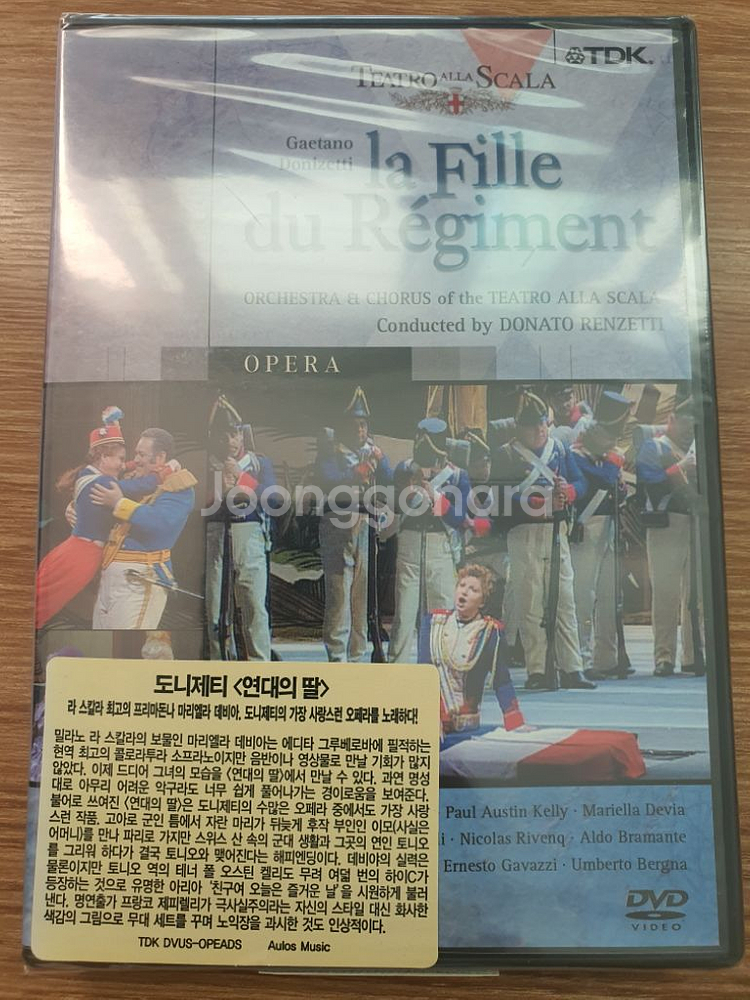 TDK
TEATRO ALLA SCALA
Gaetano
Donizetti
la Fille
du Régiment
ORCHESTRA & CHORUS of the TEATRO ALLA SCALA
Conducted by DONATO RENZETTI
OPERA
Joonggonara
도니제티 <연대의 딸>
라 스칼라 최고의 프리마돈나 마리엘라 데비아, 도니제티의 가장 사랑스런 오페라를 노래하다!
밀라노 라 스칼라의 보물인 마리엘라 데비아는 에디타 그루베로바에 필적하는
현역 최고의 콜로라투라 소프라노이지만 음반이나 영상물로 만날 기회가 많지
않았다. 이제 드디어 그녀의 모습을 <연대의 딸>에서 만날 수 있다. 과연 명성
대로 아무리 어려운 악구라도 너무 쉽게 풀어나가는 경이로움을 보여준다.
불어로 쓰여진 <연대의 딸>은 도니제티의 수많은 오페라 중에서도 가장 사랑
스런 작품, 고아로 군인 틈에서 자란 마리가 뒤늦게 후작 부인인 이모(사실은
어머니)를 만나 파리로 가지만 스위스 산 속의 군대 생활과 그곳의 연인 토니오
를 그리워 하다가 결국 토니오와 맺어진다는 해피엔딩이다. 데비아의 실력은
물론이지만 토니오 역의 테너 폴 오스틴 켈리도 무려 여덟 번의 하이C가
등장하는 것으로 유명한 아리아 '친구여 오늘은 즐거운 날'을 시원하게 불러
낸다. 명연출가 프랑코 제피렐리가 극사실주의라는 자신의 스타일 대신 화사한
색감의 그림으로 무대 세트를 꾸며 노익장을 과시한 것도 인상적이다.
TDK DVUS-OPEADS Aulos Music
Paul Austin Kelly · Mariella Devia
· Nicolas Rivenq · Aldo Bramante
Ernesto Gavazzi · Umberto Bergna
DVD
VIDEO